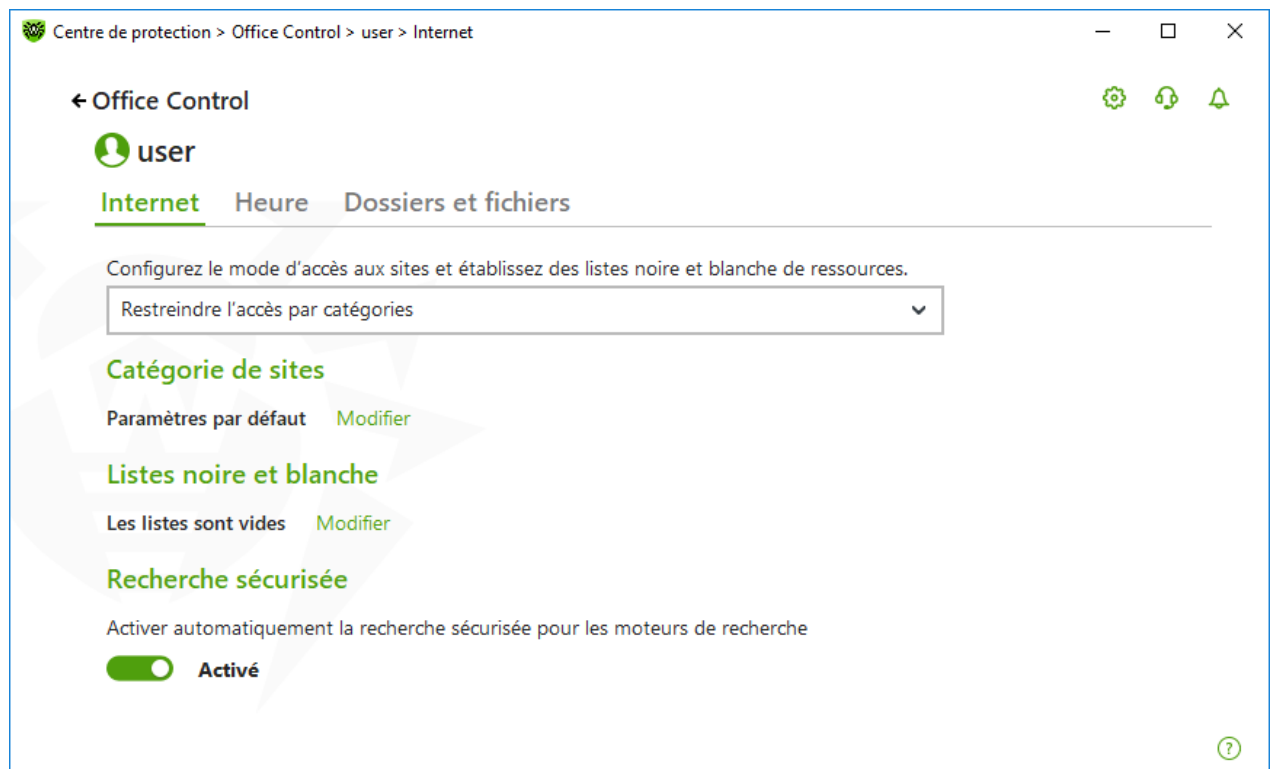 Centre de protection > Office Control > user > Internet
Office Control
user
Internet Heure Dossiers et fichiers
Configurez le mode d'accès aux sites et établissez des listes noire et blanche de ressources.
Restreindre l'accès par catégories
Catégorie de sites
Paramètres par défaut Modifier
Listes noire et blanche
Les listes sont vides Modifier
Recherche sécurisée
Activer automatiquement la recherche sécurisée pour les moteurs de recherche
Activé
?